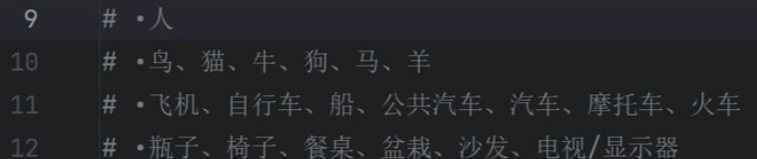 9 # •人
10 # •鸟、猫、牛、狗、马、羊
11 # •飞机、自行车、船、公共汽车、汽车、摩托车、火车
12 # •瓶子、椅子、餐桌、盆栽、沙发、电视/显示器